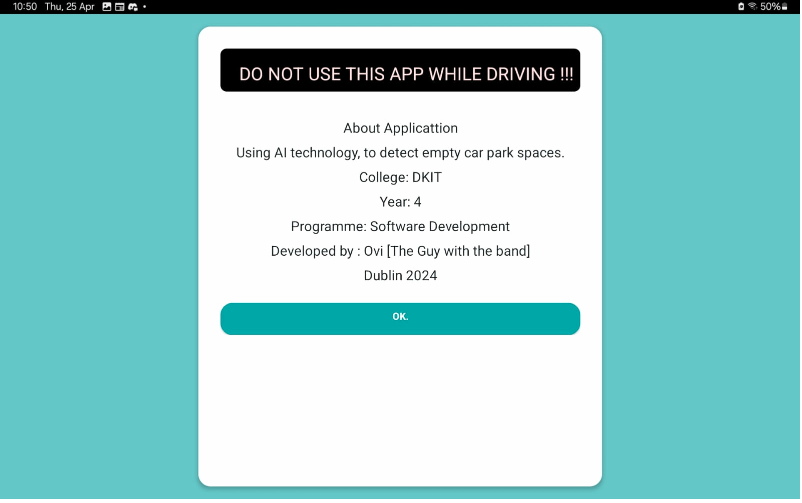 10:50 Thu, 25 Apr
50%
DO NOT USE THIS APP WHILE DRIVING !!!
About Applicattion
Using AI technology, to detect empty car park spaces.
College: DKIT
Year: 4
Programme: Software Development
Developed by : Ovi [The Guy with the band]
Dublin 2024
OK.